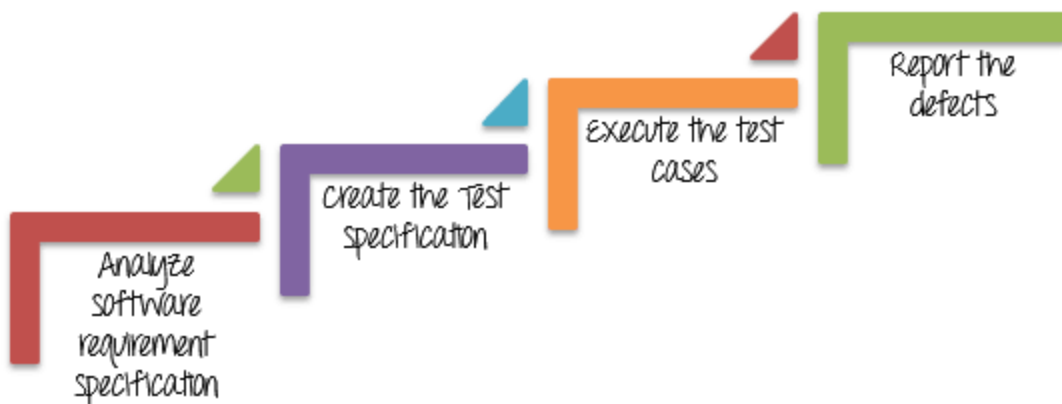 Analyze
software
requirement
specification
Create the Test
specification
Execute the test
cases
Report the
defects